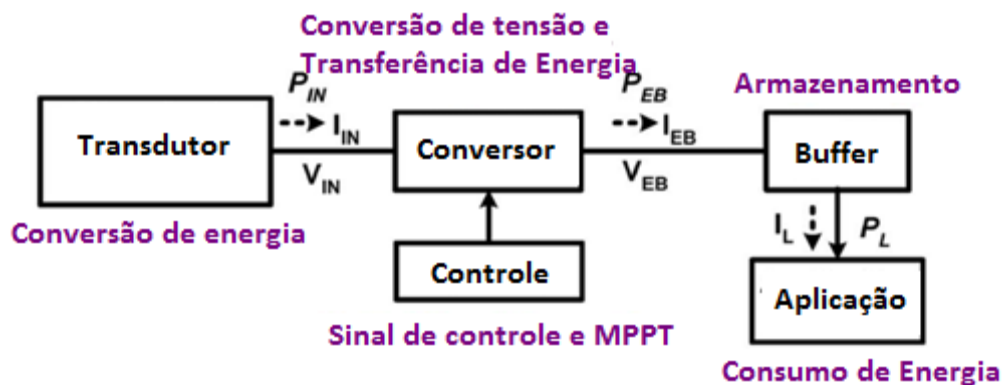 Conversão de tensão e
Transferência de Energia
P_IN
I_IN
V_IN
Transdutor
Conversão de energia
Conversor
P_EB
I_EB
V_EB
Armazenamento
Buffer
I_L
P_L
Controle
Sinal de controle e MPPT
Aplicação
Consumo de Energia